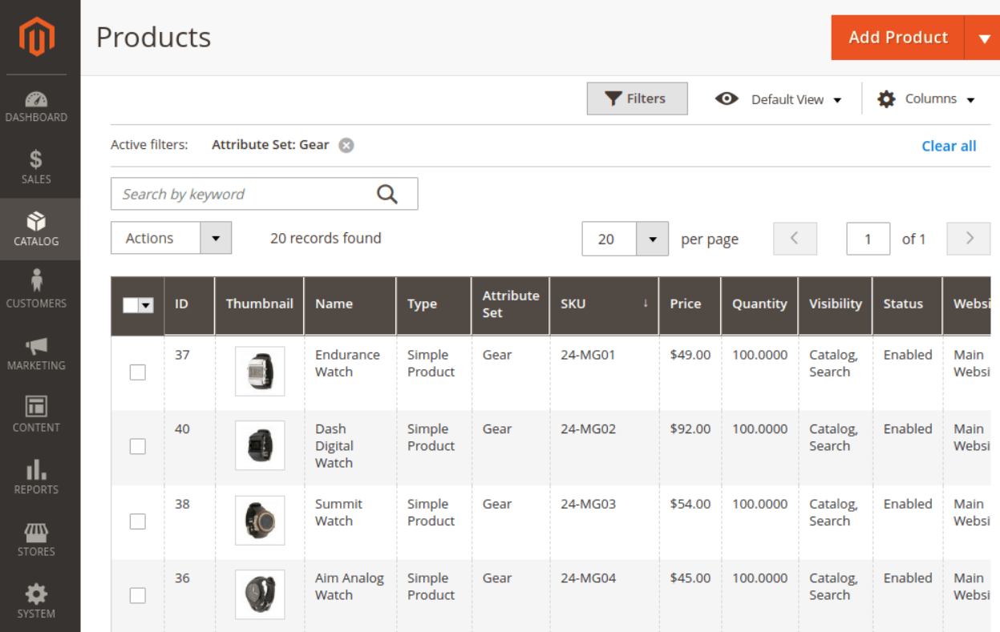 Products
Add Product
DASHBOARD
SALES
CATALOG
CUSTOMERS
MARKETING
CONTENT
REPORTS
STORES
SYSTEM
Filters
Default View
Columns
Active filters: Attribute Set: Gear
Clear all
Search by keyword
Actions
20 records found
20
per page
1
of 1
ID Thumbnail Name Type Attribute Set SKU ↓ Price Quantity Visibility Status Websi
37 Endurance Watch Simple Product Gear 24-MG01 $49.00 100.0000 Catalog, Search Enabled Main Websi
40 Dash Digital Watch Simple Product Gear 24-MG02 $92.00 100.0000 Catalog, Search Enabled Main Websi
38 Summit Watch Simple Product Gear 24-MG03 $54.00 100.0000 Catalog, Search Enabled Main Websi
36 Aim Analog Watch Simple Product Gear 24-MG04 $45.00 100.0000 Catalog, Search Enabled Main Websi